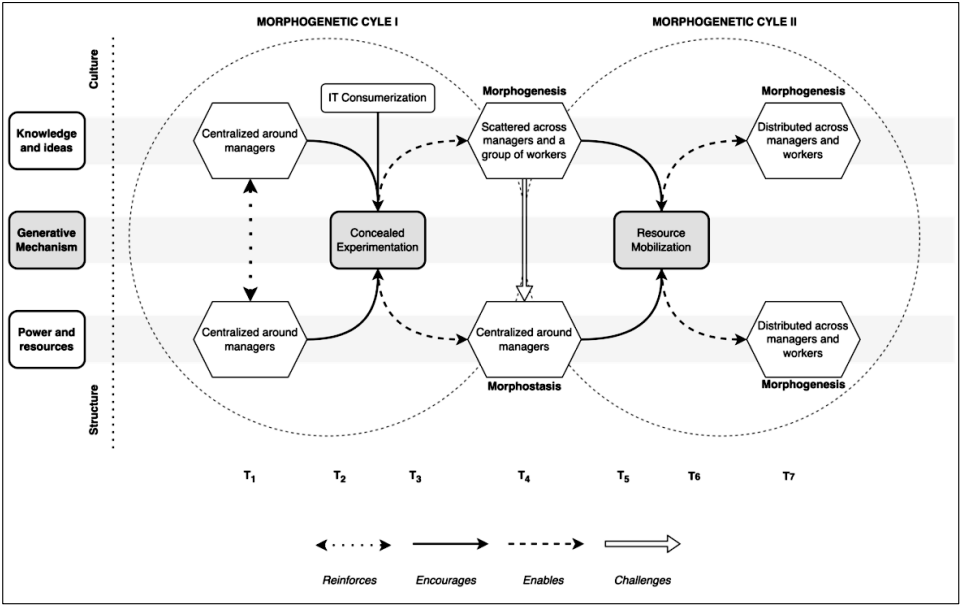 MORPHOGENETIC CYLE I
MORPHOGENETIC CYLE II
Culture
IT Consumerization
Morphogenesis
Morphogenesis
Knowledge
and ideas
Centralized around
managers
Scattered across
managers and a
group of workers
Distributed across
managers and
workers
Generative
Mechanism
Concealed
Experimentation
Resource
Mobilization
Power and
resources
Centralized around
managers
Centralized around
managers
Distributed across
managers and
workers
Morphostasis
Morphogenesis
Structure
T1
T2
T3
T4
T5
T6
T7
Reinforces
Encourages
Enables
Challenges